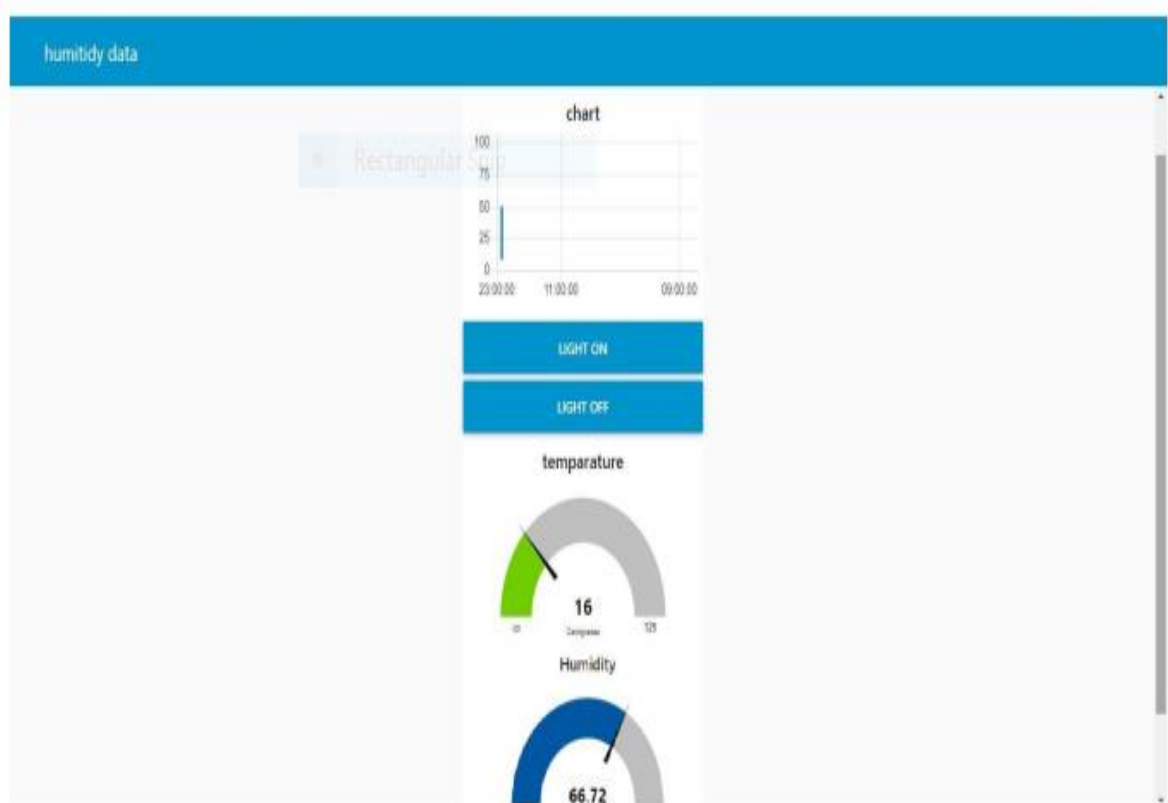 humitidy data
chart
Rectangular Snip
100
75
50
25
0
23:00:00 11:00:00 09:00:00
LIGHT ON
LIGHT OFF
temparature
16
125
Humidity
66.72